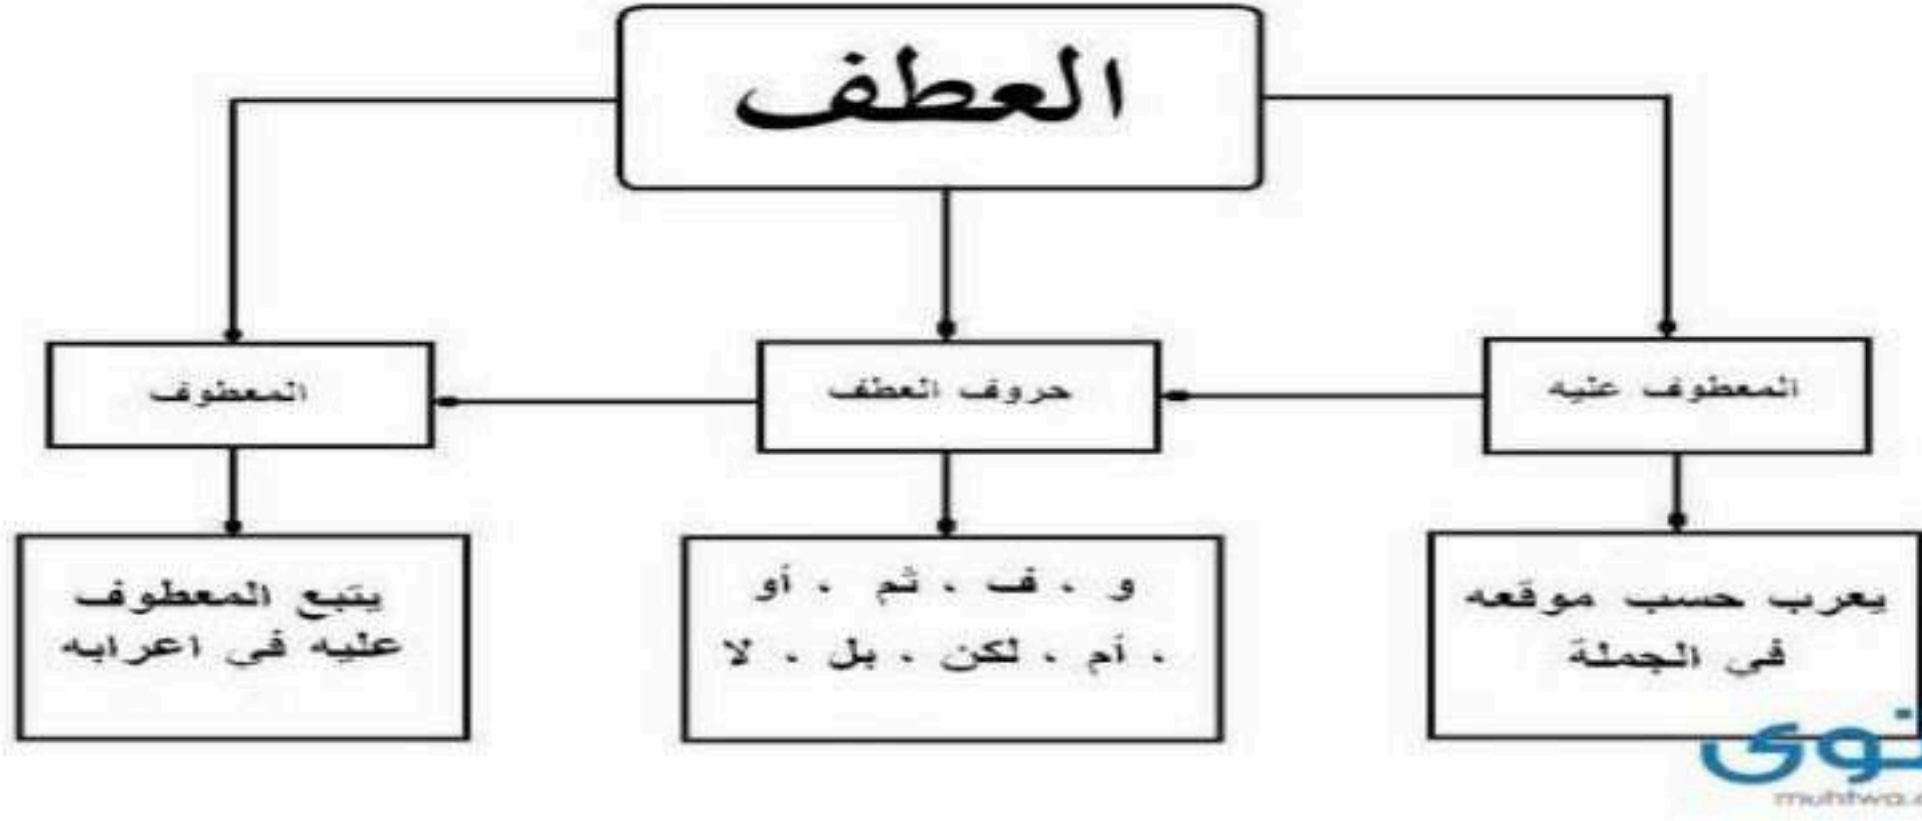 العطف
المعطوف عليه
حروف العطف
المعطوف
يعرب حسب موقعه
في الجملة
و ، ف ، ثم ، أو
، أم ، لكن ، بل ، لا
يتبع المعطوف
عليه في اعرابه